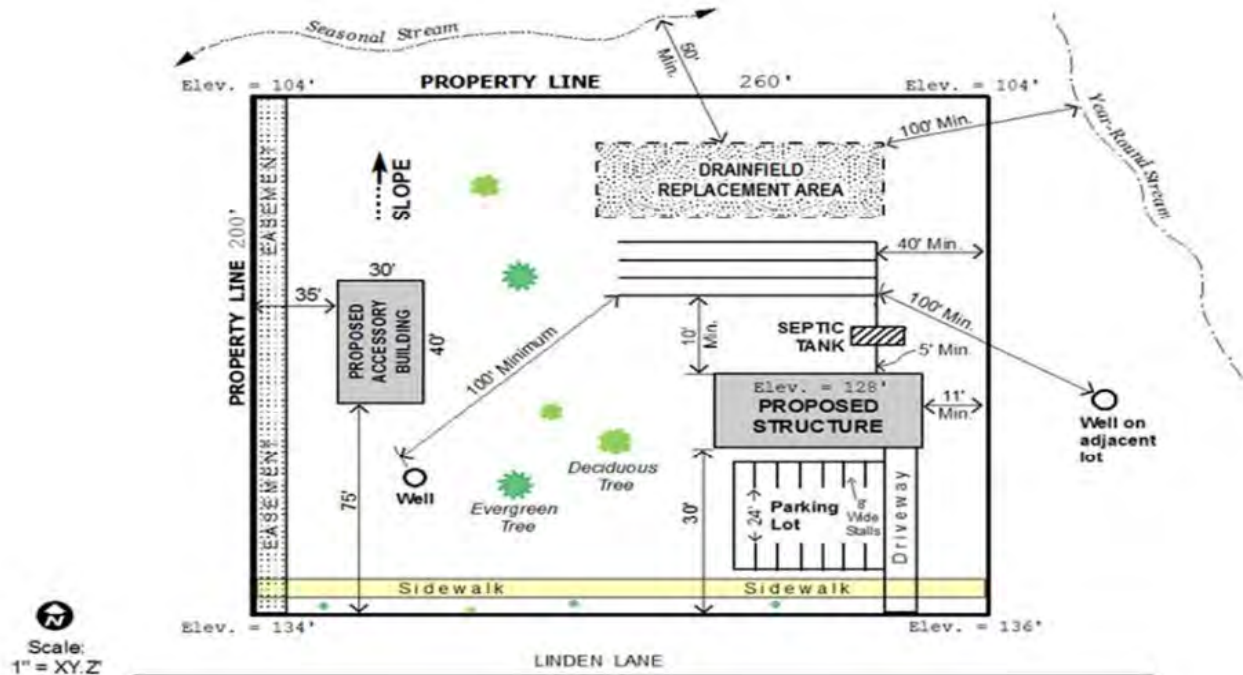 Seasonal Stream
60' Min.
Elev. = 104'
PROPERTY LINE 260'
Elev. = 104'
Year-Round Stream
100' Min.
EASEMENT
PROPERTY LINE 200'
SLOPE
DRAINFIELD
REPLACEMENT AREA
40' Min.
30'
35'
PROPOSED
ACCESSORY
BUILDING
40'
100' Minimum
10'
Min.
SEPTIC
TANK
100' Min.
5' Min.
Elev. = 128'
PROPOSED
STRUCTURE
11'
Min.
Well on
adjacent
lot
EASEMENT
75'
Well
Deciduous
Tree
Evergreen
Tree
30'
24'
Parking
Lot
8'
Wide
Stalls
Driveway
Sidewalk
Sidewalk
Elev. = 134'
Elev. = 136'
N
Scale:
1" = XY.Z'
LINDEN LANE